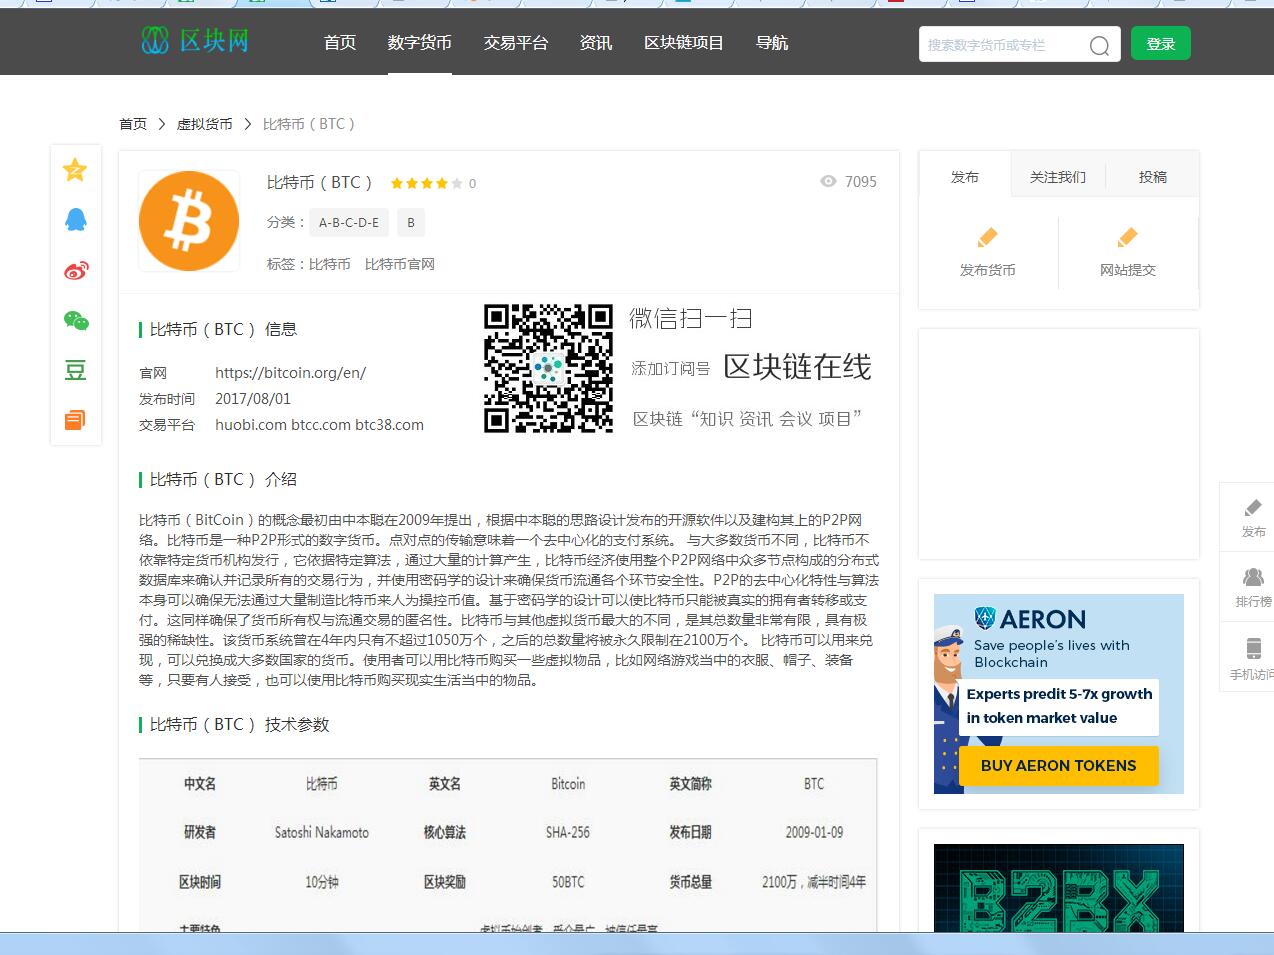 区块网
首页 数字货币 交易平台 资讯 区块链项目 导航
搜索数字货币或专栏
登录
首页 > 虚拟货币 > 比特币（BTC）
比特币（BTC） 0
7095
分类： A-B-C-D-E B
标签：比特币 比特币官网
比特币（BTC） 信息
官网 https://bitcoin.org/en/
发布时间 2017/08/01
交易平台 huobi.com btcc.com btc38.com
微信扫一扫
添加订阅号 区块链在线
区块链“知识 资讯 会议 项目”
比特币（BTC） 介绍
比特币（BitCoin）的概念最初由中本聪在2009年提出，根据中本聪的思路设计发布的开源软件以及建构其上的P2P网
络。比特币是一种P2P形式的数字货币。点对点的传输意味着一个去中心化的支付系统。 与大多数货币不同，比特币不
依靠特定货币机构发行，它依据特定算法，通过大量的计算产生，比特币经济使用整个P2P网络中众多节点构成的分布式
数据库来确认并记录所有的交易行为，并使用密码学的设计来确保货币流通各个环节安全性。P2P的去中心化特性与算法
本身可以确保无法通过大量制造比特币来人为操控币值。基于密码学的设计可以使比特币只能被真实的拥有者转移或支
付。这同样确保了货币所有权与流通交易的匿名性。比特币与其他虚拟货币最大的不同，是其总数量非常有限，具有极
强的稀缺性。该货币系统曾在4年内只有不超过1050万个，之后的总数量将被永久限制在2100万个。 比特币可以用来兑
现，可以兑换成大多数国家的货币。使用者可以用比特币购买一些虚拟物品，比如网络游戏当中的衣服、帽子、装备
等，只要有人接受，也可以使用比特币购买现实生活当中的物品。
比特币（BTC） 技术参数
中文名 比特币 英文名 Bitcoin 英文简称 BTC
研发者 Satoshi Nakamoto 核心算法 SHA-256 发布日期 2009-01-09
区块时间 10分钟 区块奖励 50BTC 货币总量 2100万，减半时间4年
主要特色 虚拟币始创者、受众最广、被信任最高
发布 关注我们 投稿
发布货币 网站提交
AERON
Save people's lives with
Blockchain
Experts predit 5-7x growth
in token market value
BUY AERON TOKENS
B2BX
豆
发布
排行榜
手机访问